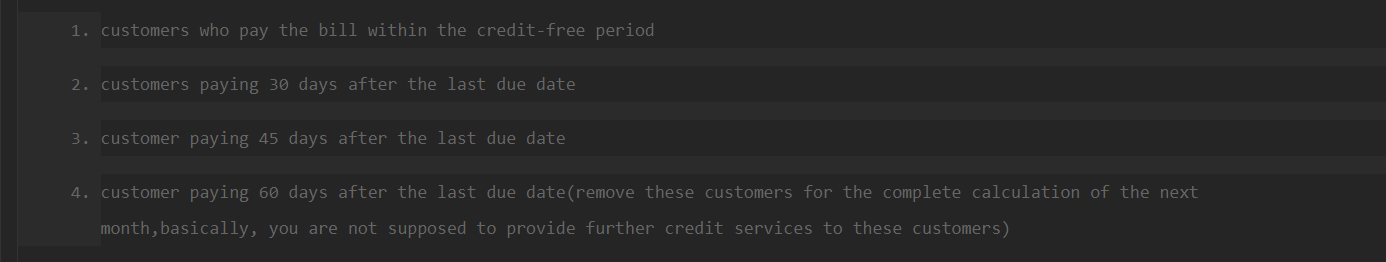 1. customers who pay the bill within the credit-free period
2. customers paying 30 days after the last due date
3. customer paying 45 days after the last due date
4. customer paying 60 days after the last due date(remove these customers for the complete calculation of the next
month,basically, you are not supposed to provide further credit services to these customers)